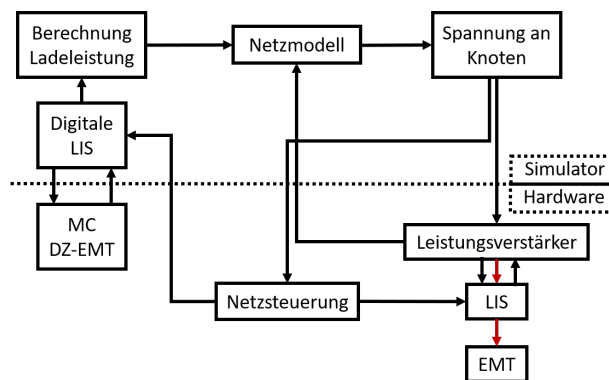 Berechnung
Ladeleistung
Netzmodell
Spannung an
Knoten
Digitale
LIS
Simulator
Hardware
MC
DZ-EMT
Leistungsverstärker
Netzsteuerung
LIS
EMT